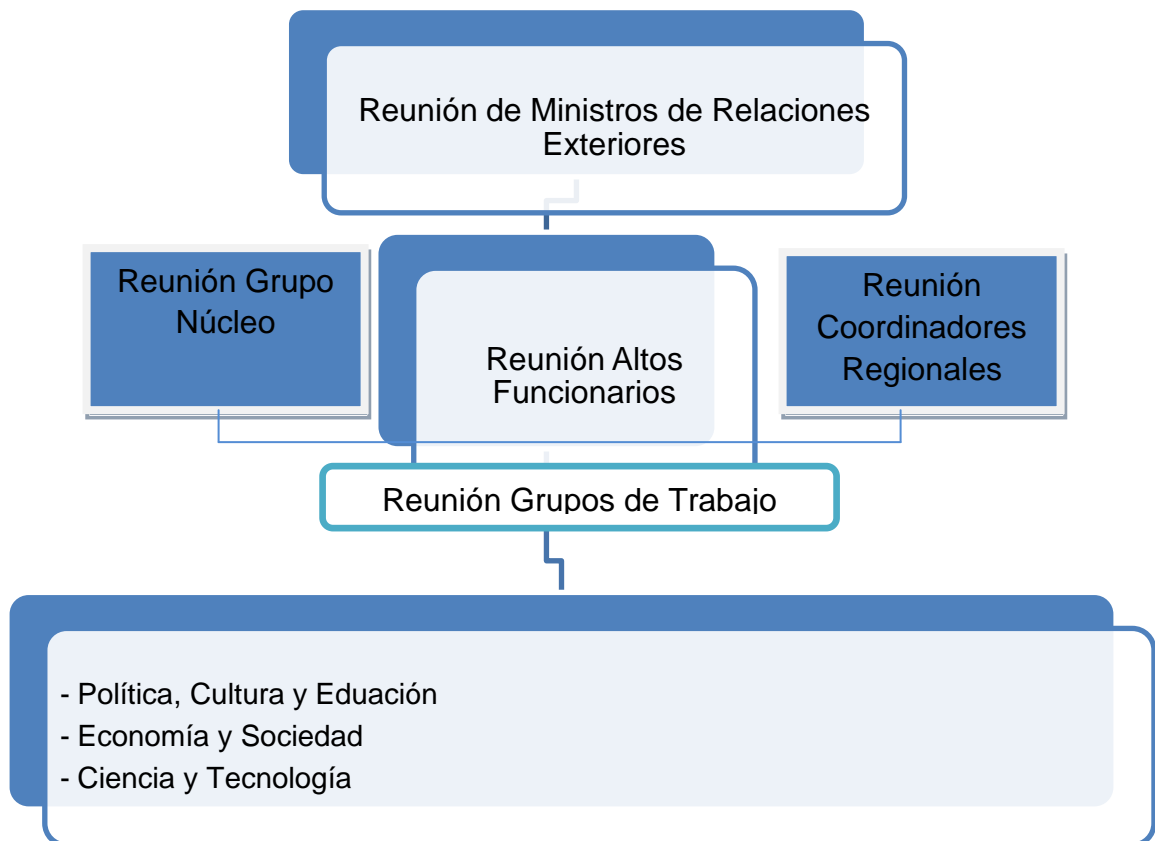 Reunión de Ministros de Relaciones
Exteriores
Reunión Grupo
Núcleo
Reunión Altos
Funcionarios
Reunión
Coordinadores
Regionales
Reunión Grupos de Trabajo
- Política, Cultura y Eduación
- Economía y Sociedad
- Ciencia y Tecnología